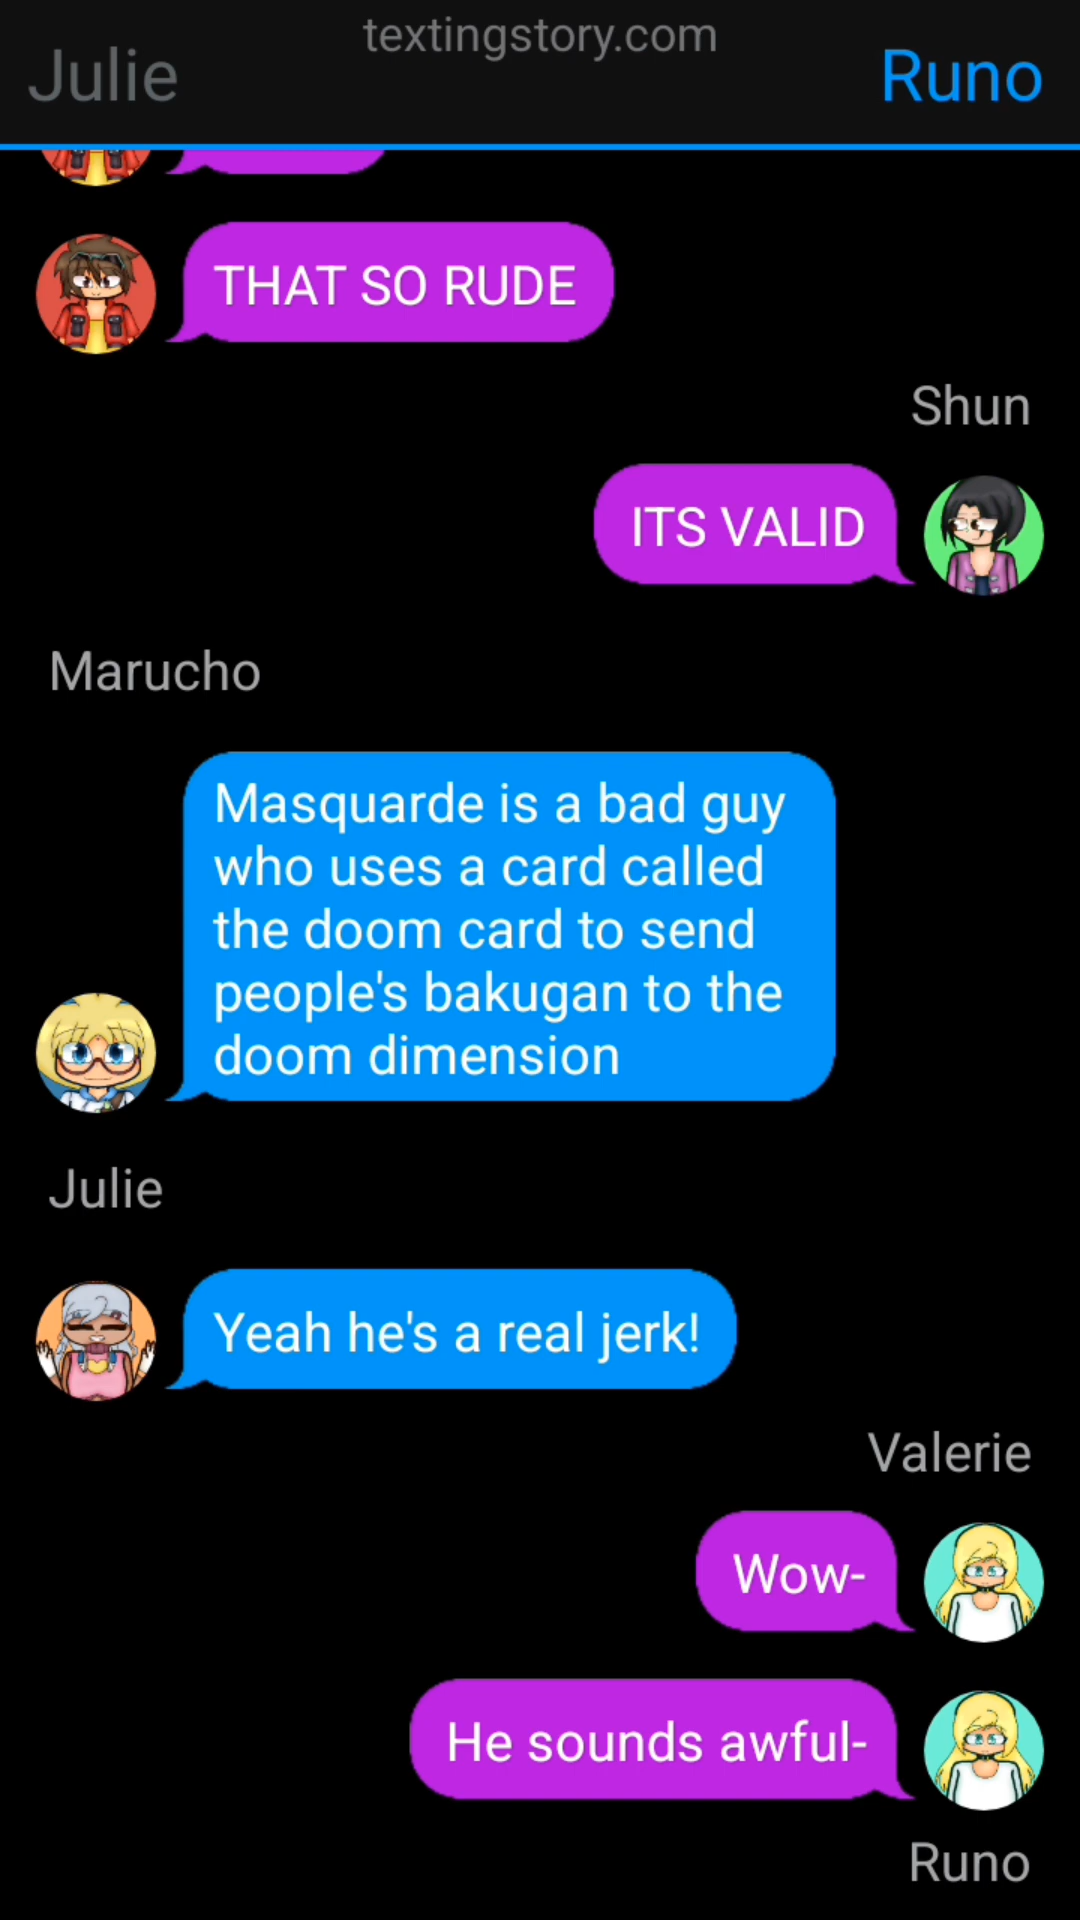 textingstory.com
Julie
Runo
THAT SO RUDE
Shun
ITS VALID
Marucho
Masquarde is a bad guy
who uses a card called
the doom card to send
people's bakugan to the
doom dimension
Julie
Yeah he's a real jerk!
Valerie
Wow-
He sounds awful-
Runo